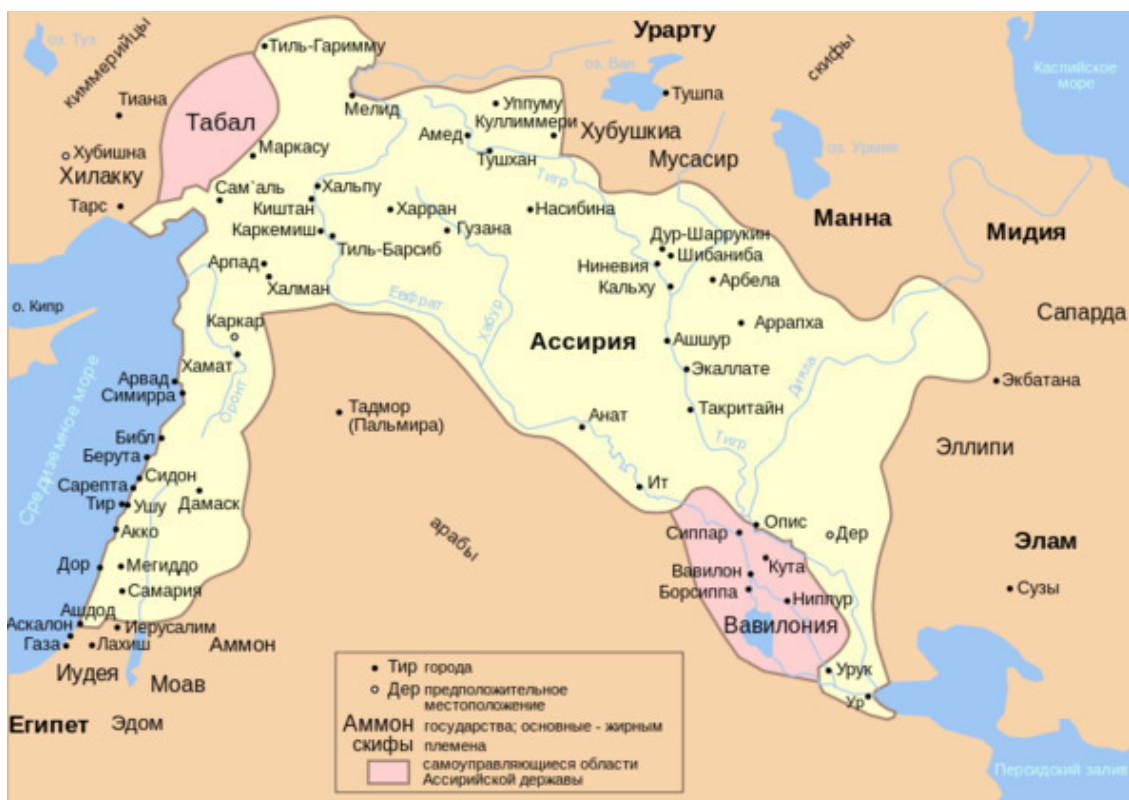 оз. Туз
киммерийцы
Тиль-Гаримму
Урарту
оз. Ван
скифы
Каспийское
море
Тиана
Табал
Мелид
Уппуму
Тушпа
Амед
Куллиммери
Хубушкиа
Хубишна
Маркасу
Тушхан
Тигр
Мусасир
оз. Урмия
Хилакку
Сам`аль
Хальпу
Тарс
Киштан
Харран
Насибина
Манна
Мидия
Каркемиш
Тиль-Барсиб
Гузана
Дур-Шаррукин
Шибаниба
Ниневия
Арпад
Халман
Кальху
Арбела
Евфрат
Хабур
о. Кипр
Каркар
Ассирия
Аррапха
Сапарда
Хамат
Ашшур
Экаллате
Дияла
Арвад
Симирра
Оронт
Экбатана
Средиземное море
Тадмор
(Пальмира)
Анат
Такритайн
Библ
Берута
Тигр
Эллипи
Сидон
Сарепта
Дамаск
Ит
Тир
Ушу
Акко
арабы
Опис
Сиппар
Дер
Элам
Дор
Мегиддо
Кута
Вавилон
Самария
Борсиппа
Ниппур
Сузы
Ашдод
Аскалон
Иерусалим
Вавилония
Газа
Лахиш
Аммон
Иудея
Моав
Урук
Ур
Египет
Эдом
Персидский залив
Тир города
Дер предположительное
местоположение
Аммон государства; основные - жирным
скифы племена
самоуправляющиеся области
Ассирийской державы